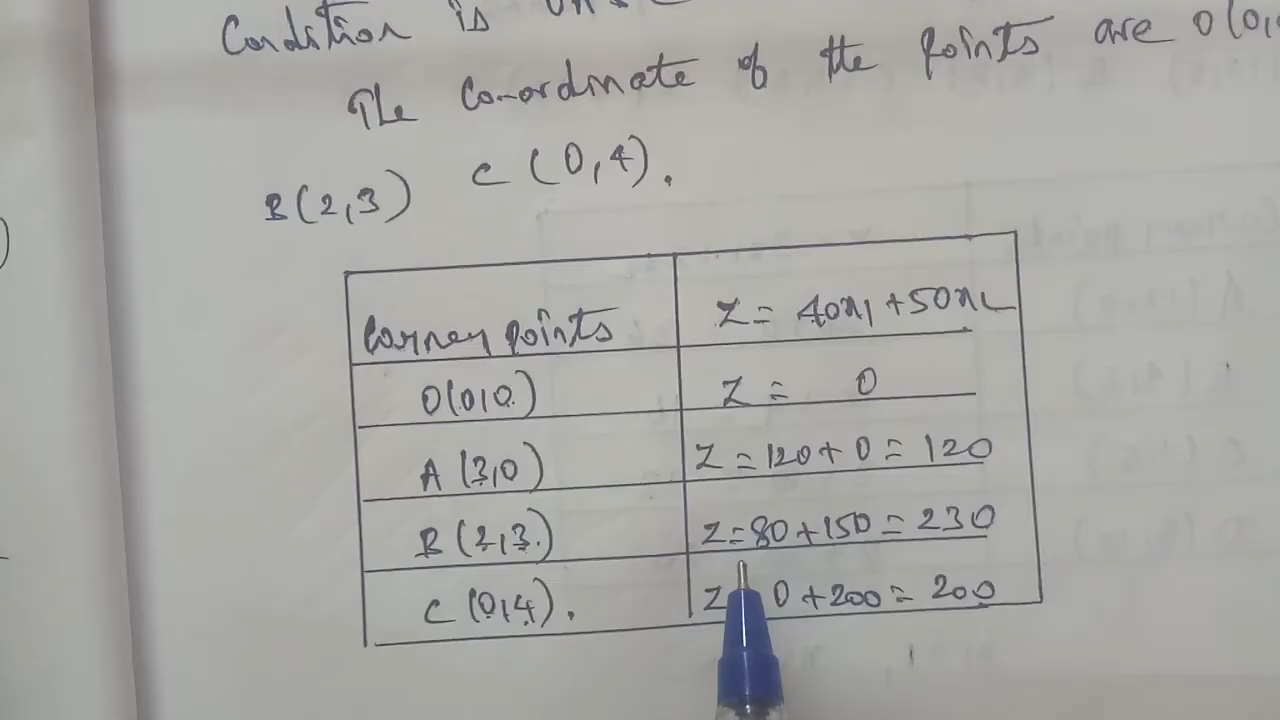 Condition is
The Co-ordinate of the points are O(0,
B(2,3) C (0,4).
Corner points Z = 40x1 + 50x2
O(0,0) Z = 0
A (3,0) Z = 120 + 0 = 120
B (2,3) Z = 80 + 150 = 230
C (0,4). Z 0 + 200 = 200